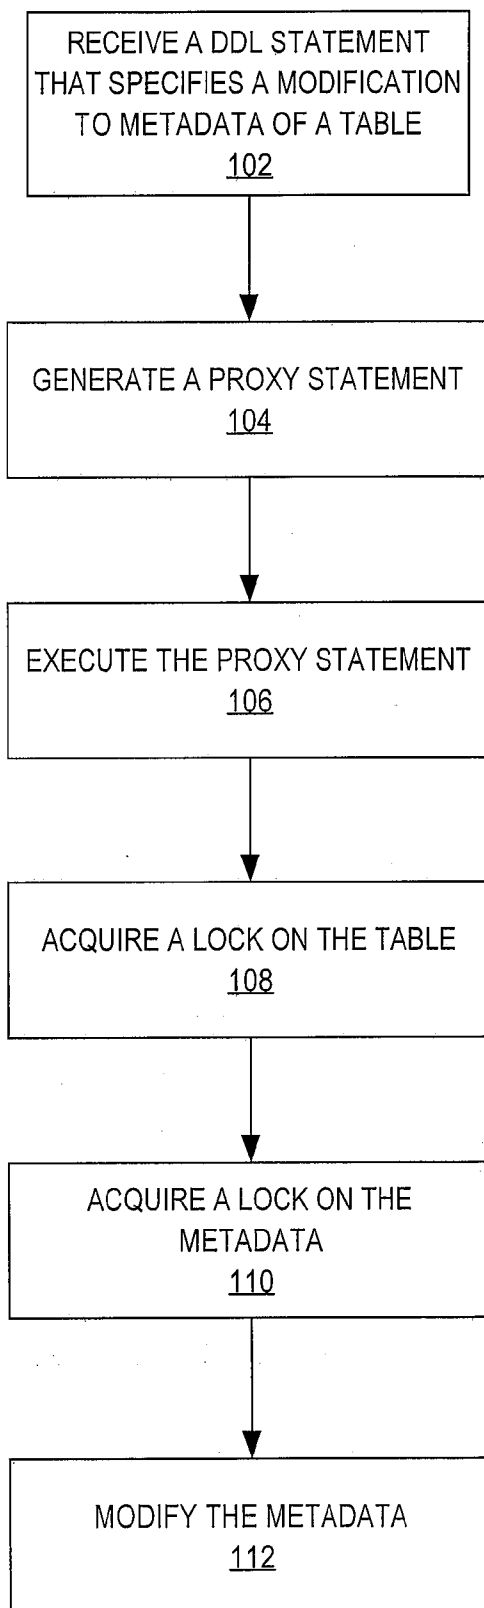 RECEIVE A DDL STATEMENT
THAT SPECIFIES A MODIFICATION
TO METADATA OF A TABLE
102
GENERATE A PROXY STATEMENT
104
EXECUTE THE PROXY STATEMENT
106
ACQUIRE A LOCK ON THE TABLE
108
ACQUIRE A LOCK ON THE
METADATA
110
MODIFY THE METADATA
112